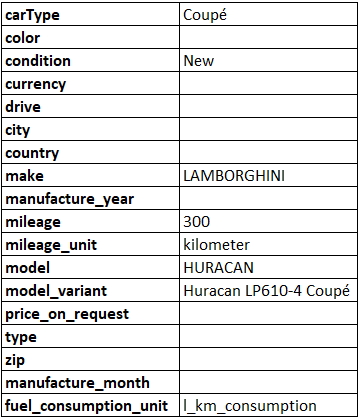 carType Coupé
color
condition New
currency
drive
city
country
make LAMBORGHINI
manufacture_year
mileage 300
mileage_unit kilometer
model HURACAN
model_variant Huracan LP610-4 Coupé
price_on_request
type
zip
manufacture_month
fuel_consumption_unit l_km_consumption